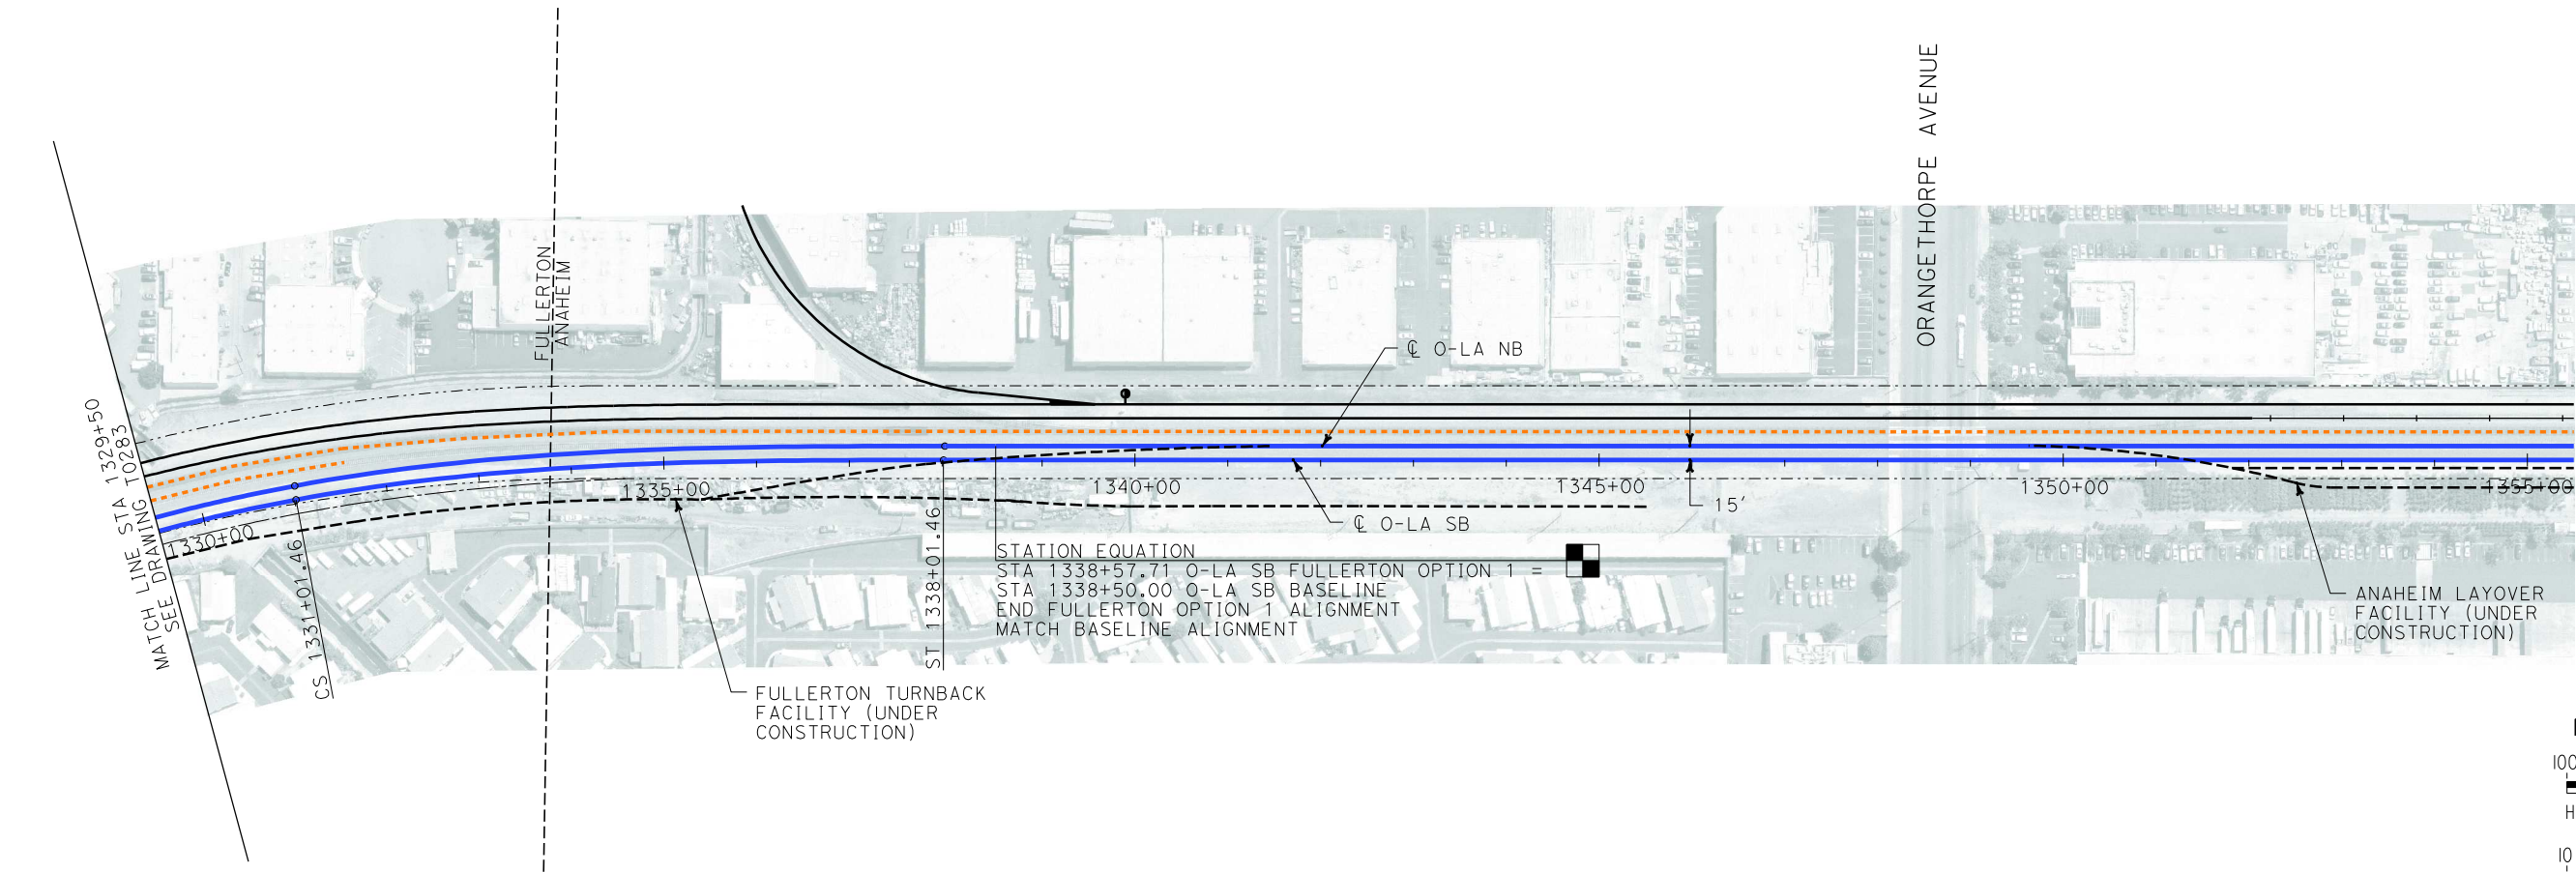 MATCH LINE STA 1329+50
SEE DRAWING T0283
FULLERTON
ANAHEIM
ORANGETHORPE AVENUE
℄ O-LA NB
1330+00
1335+00
1340+00
1345+00
1350+00
1355+00
CS 1331+01.46
ST 1338+01.46
15'
℄ O-LA SB
STATION EQUATION
STA 1338+57.71 O-LA SB FULLERTON OPTION 1 =
STA 1338+50.00 O-LA SB BASELINE
END FULLERTON OPTION 1 ALIGNMENT
MATCH BASELINE ALIGNMENT
FULLERTON TURNBACK
FACILITY (UNDER
CONSTRUCTION)
ANAHEIM LAYOVER
FACILITY (UNDER
CONSTRUCTION)
100
H
10